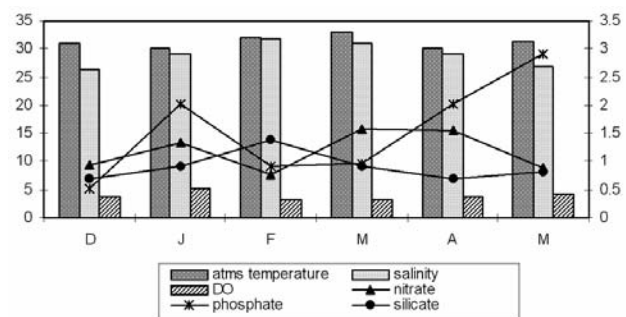 35 3.5
30 3
25 2.5
20 2
15 1.5
10 1
5 0.5
0 0
D J F M A M
atms temperature salinity
DO nitrate
phosphate silicate